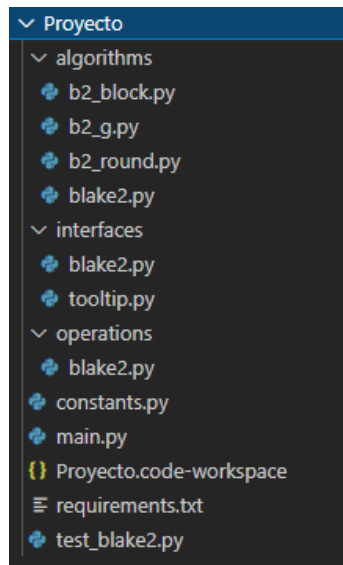 Proyecto
algorithms
b2_block.py
b2_g.py
b2_round.py
blake2.py
interfaces
blake2.py
tooltip.py
operations
blake2.py
constants.py
main.py
{} Proyecto.code-workspace
requirements.txt
test_blake2.py